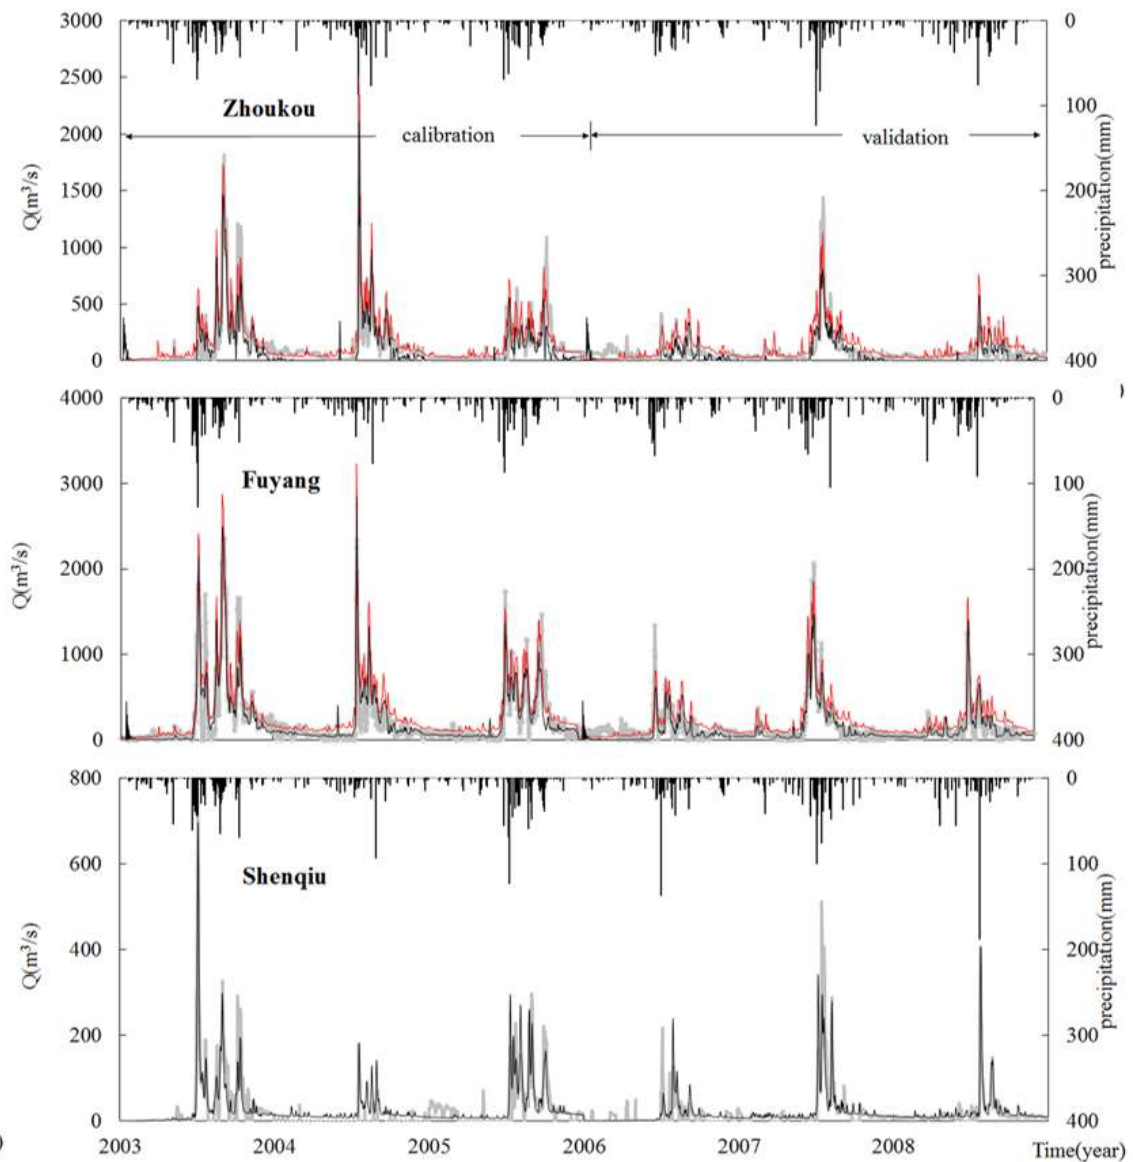 3000
2500
2000
1500
1000
500
0
Q(m³/s)
Zhoukou
calibration
validation
0
100
200
300
400
precipitation(mm)
4000
3000
2000
1000
0
Q(m³/s)
Fuyang
0
100
200
300
400
precipitation(mm)
)
800
600
400
200
0
Q(m³/s)
Shenqiu
0
100
200
300
400
precipitation(mm)
)
2003 2004 2005 2006 2007 2008 Time(year)